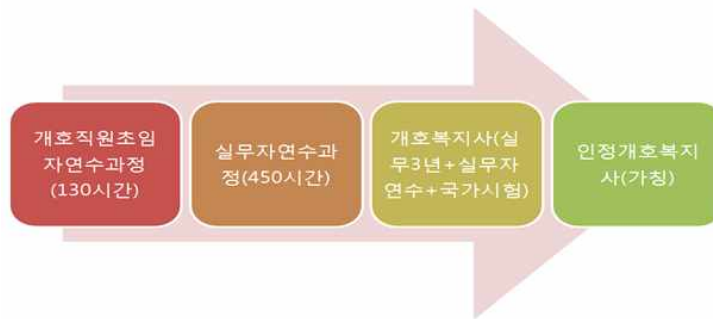 개호직원초임
자연수과정
(130시간)
실무자연수과
정(450시간)
개호복지사(실
무3년+실무자
연수+국가시험)
인정개호복지
사(가칭)